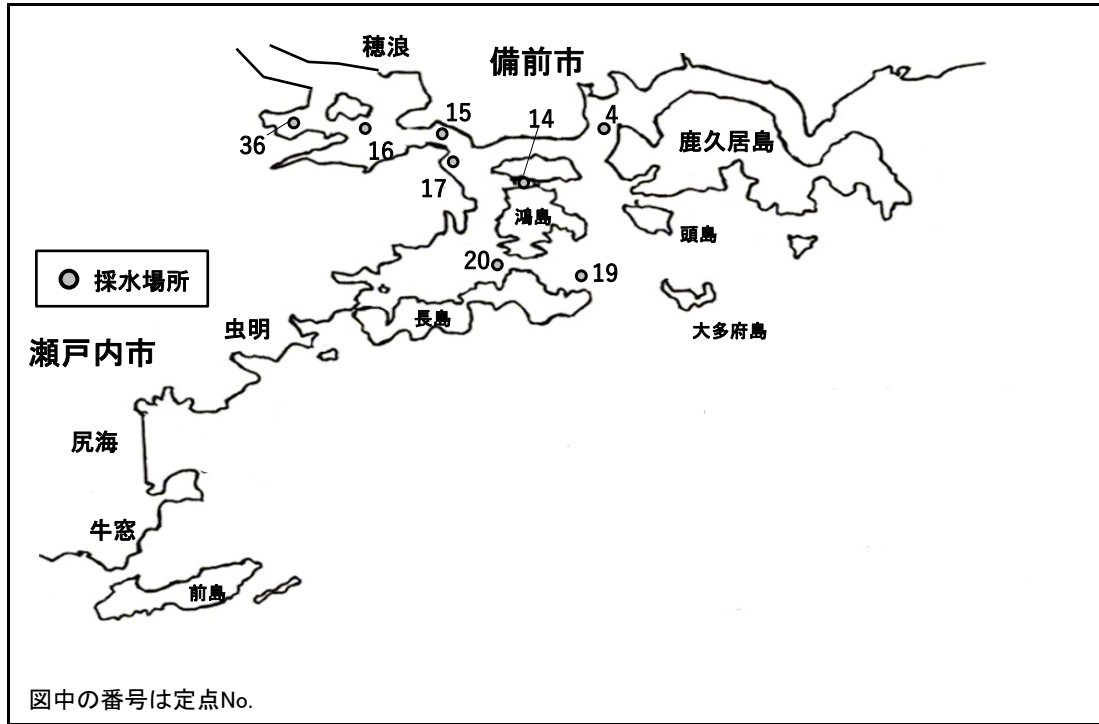 穂浪
備前市
15
14
4
36
16
鹿久居島
17
鴻島
頭島
20
19
採水場所
長島
大多府島
虫明
瀬戸内市
尻海
牛窓
前島
図中の番号は定点No.